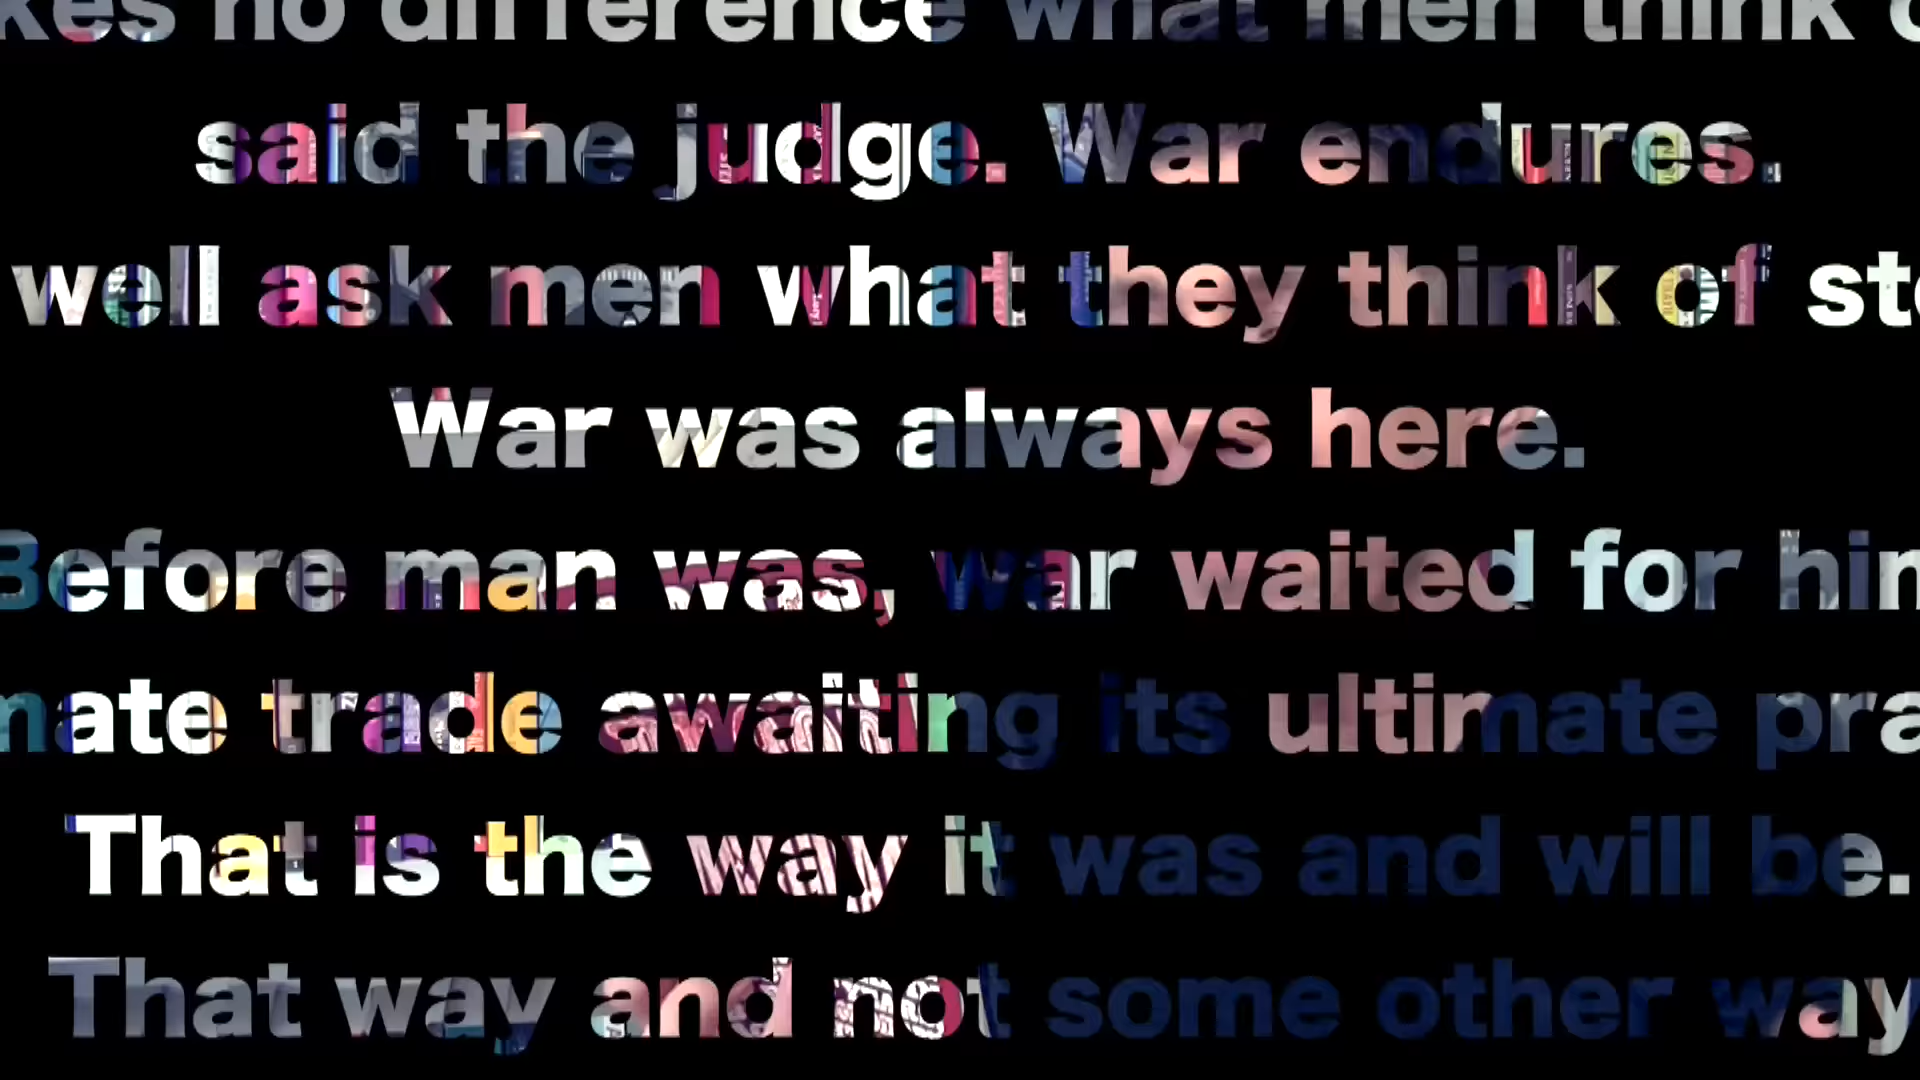 kes no difference what men think o
said the judge. War endures.
well ask men what they think of sto
War was always here.
Before man was, war waited for him
mate trade awaiting its ultimate pra
That is the way it was and will be.
That way and not some other way